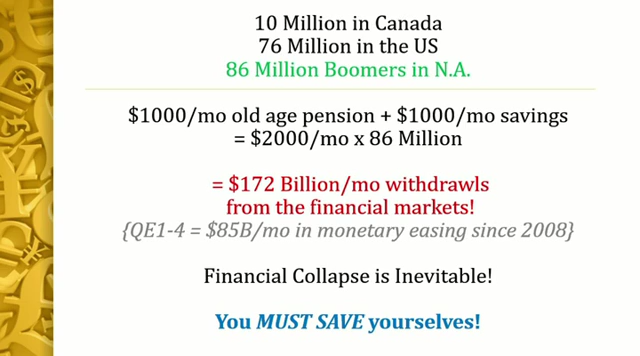 10 Million in Canada
76 Million in the US
86 Million Boomers in N.A.
$1000/mo old age pension + $1000/mo savings
= $2000/mo x 86 Million
= $172 Billion/mo withdrawls
from the financial markets!
{QE1-4 = $85B/mo in monetary easing since 2008}
Financial Collapse is Inevitable!
You MUST SAVE yourselves!